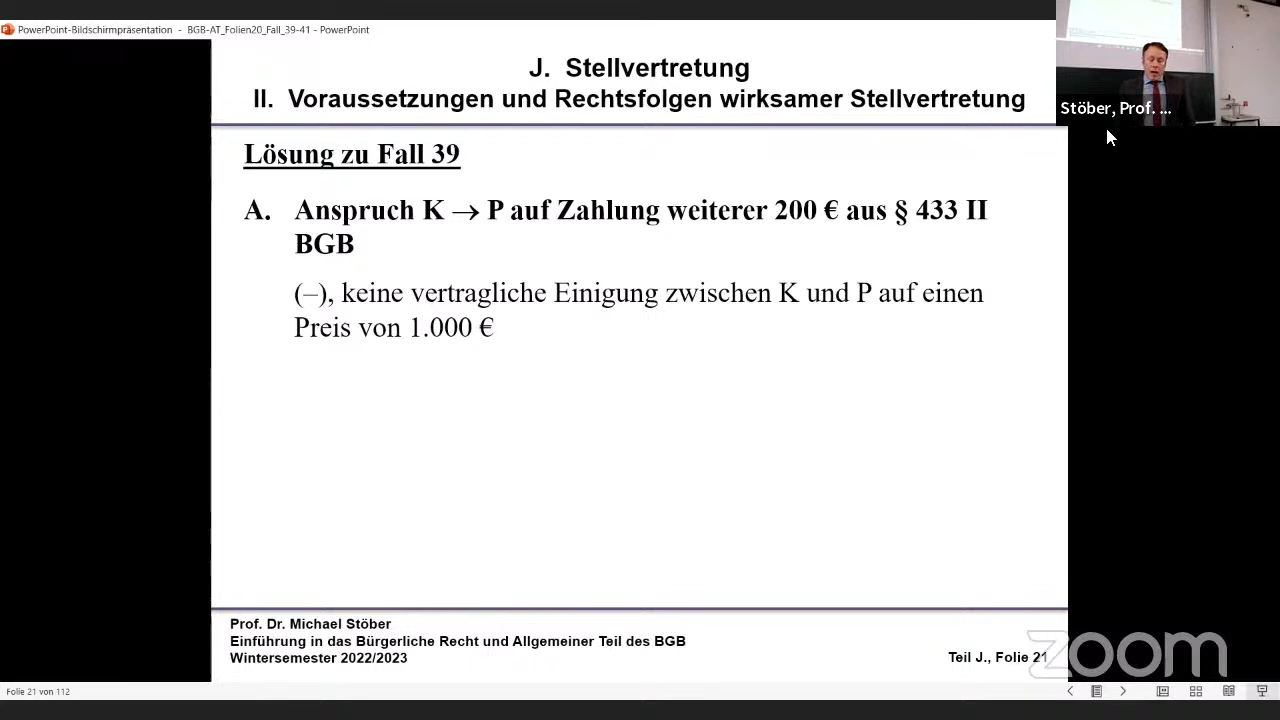 PowerPoint-Bildschirmpräsentation - BGB-AT_Folien20_Fall_39-41 - PowerPoint
J. Stellvertretung
II. Voraussetzungen und Rechtsfolgen wirksamer Stellvertretung
Stöber, Prof. ...
Lösung zu Fall 39
A. Anspruch K → P auf Zahlung weiterer 200 € aus § 433 II
BGB
(–), keine vertragliche Einigung zwischen K und P auf einen
Preis von 1.000 €
Prof. Dr. Michael Stöber
Einführung in das Bürgerliche Recht und Allgemeiner Teil des BGB
Wintersemester 2022/2023
Teil J., Folie 21
zoom
Folie 21 von 112